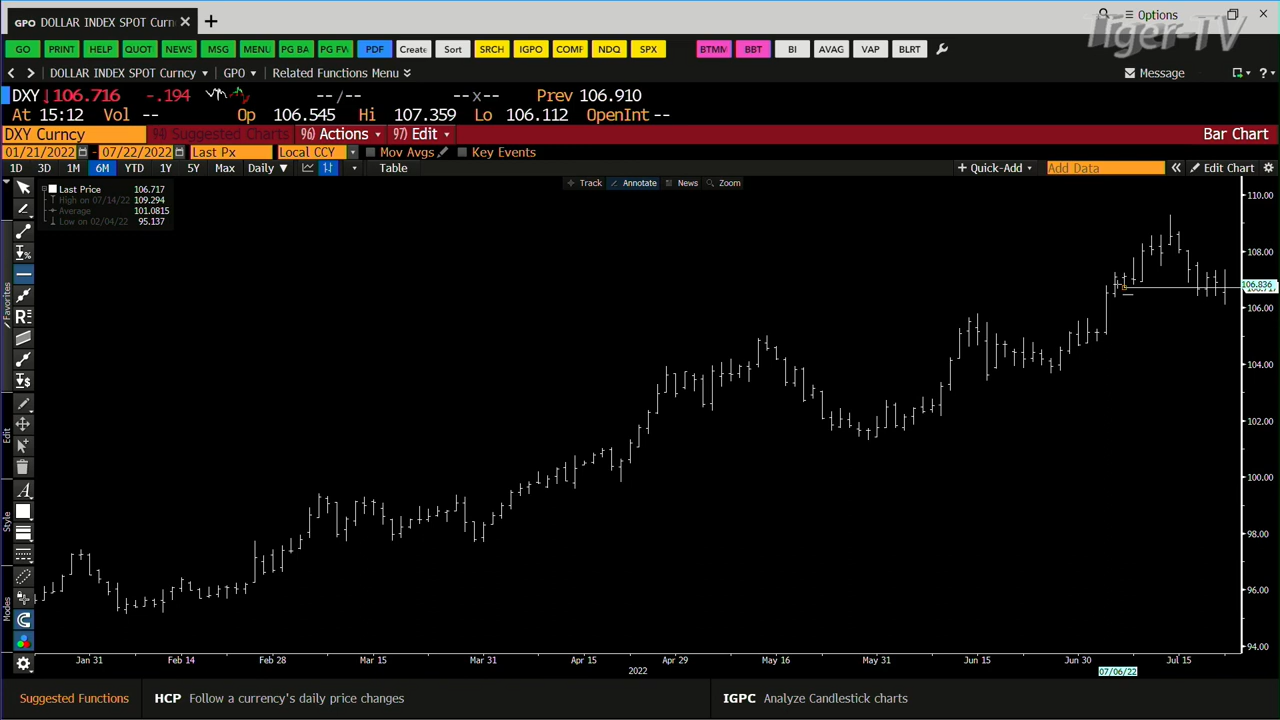 GPO DOLLAR INDEX SPOT Curn × +
Options
Tiger-TV
GO PRINT HELP QUOT NEWS MSG MENU PG BA PG FW PDF Create Sort SRCH IGPO COMF NDQ SPX BTMM BBT BI AVAG VAP BLRT
DOLLAR INDEX SPOT Curncy GPO Related Functions Menu Message ?
DXY 106.716 -.194 --/-- --x-- Prev 106.910
At 15:12 Vol -- Op 106.545 Hi 107.359 Lo 106.112 OpenInt --
DXY Curncy 94) Suggested Charts 96) Actions 97) Edit Bar Chart
01/21/2022 - 07/22/2022 Last Px Local CCY Mov Avgs Key Events
1D 3D 1M 6M YTD 1Y 5Y Max Daily Table + Quick-Add Add Data Edit Chart
Track Annotate News Zoom
Last Price 106.717
High on 07/14/22 109.294
Average 101.0815
Low on 02/04/22 95.137
Favorites
Edit
Style
Modes
110.00
108.00
106.836
106.00
104.00
102.00
100.00
98.00
96.00
94.00
Jan 31 Feb 14 Feb 28 Mar 15 Mar 31 Apr 15 Apr 29 May 16 May 31 Jun 15 Jun 30 Jul 15
2022
07/06/22
Suggested Functions HCP Follow a currency's daily price changes IGPC Analyze Candlestick charts